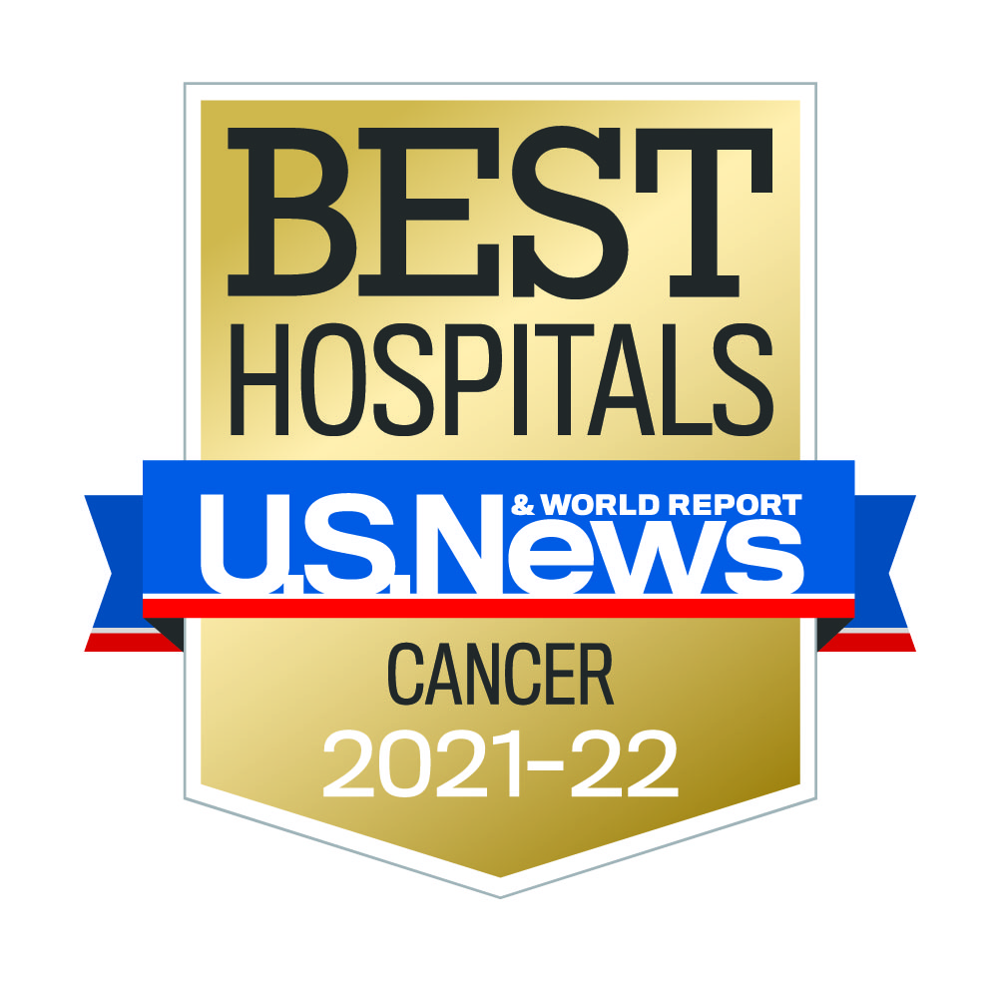 BEST
HOSPITALS
U.S.News
& WORLD REPORT
CANCER
2021-22